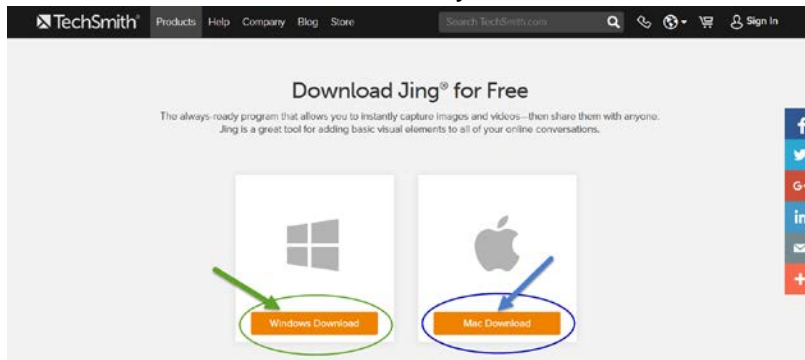 TechSmith® Products Help Company Blog Store Search TechSmith.com Sign In
Download Jing® for Free
The always-ready program that allows you to instantly capture images and videos—then share them with anyone.
Jing is a great tool for adding basic visual elements to all of your online conversations.
Windows Download Mac Download